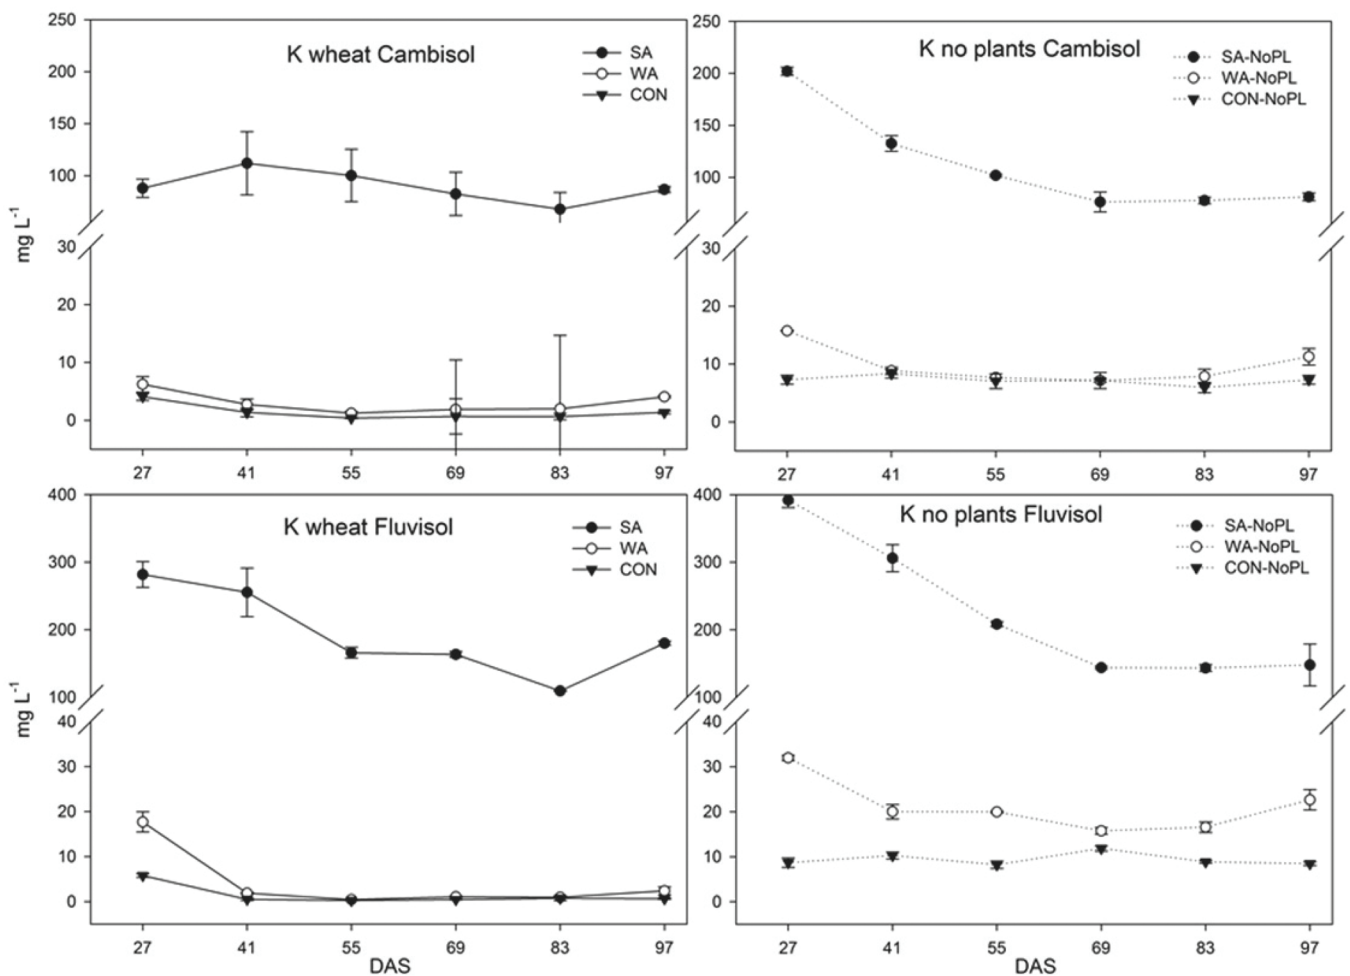 K wheat Cambisol
SA
WA
CON
250
200
150
100
30
20
10
0
mg L-1
27 41 55 69 83 97
K no plants Cambisol
SA-NoPL
WA-NoPL
CON-NoPL
250
200
150
100
30
20
10
0
27 41 55 69 83 97
K wheat Fluvisol
SA
WA
CON
400
300
200
100
40
30
20
10
0
mg L-1
27 41 55 69 83 97
DAS
K no plants Fluvisol
SA-NoPL
WA-NoPL
CON-NoPL
400
300
200
100
40
30
20
10
0
27 41 55 69 83 97
DAS